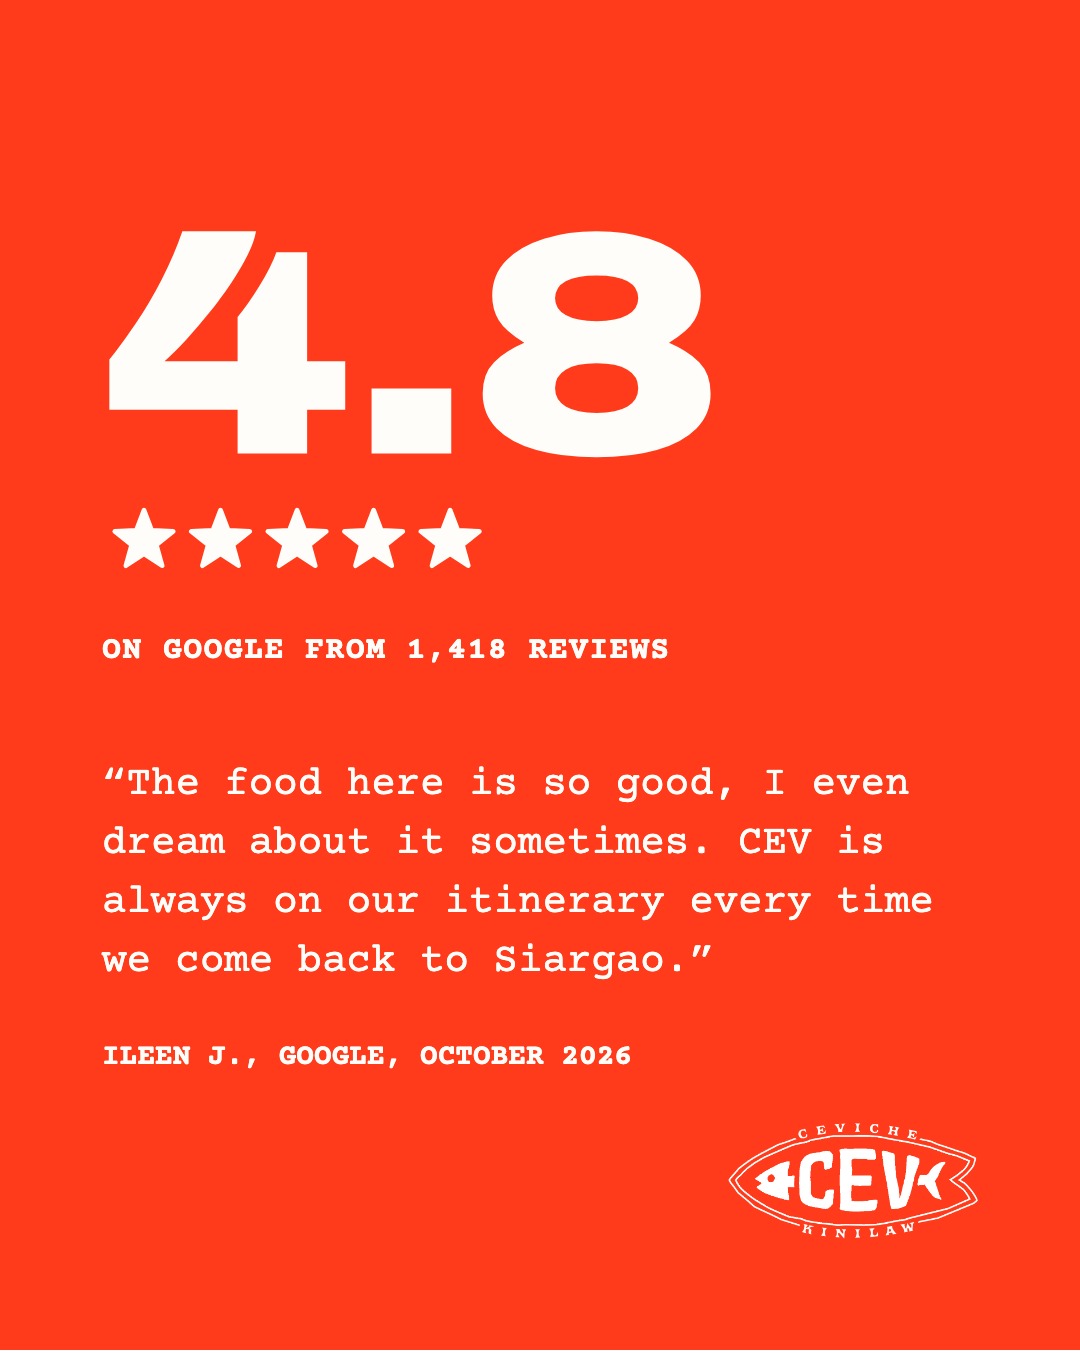 4.8
ON GOOGLE FROM 1,418 REVIEWS
“The food here is so good, I even
dream about it sometimes. CEV is
always on our itinerary every time
we come back to Siargao.”
ILEEN J., GOOGLE, OCTOBER 2026
CEVICHE
CEV
KINILAW